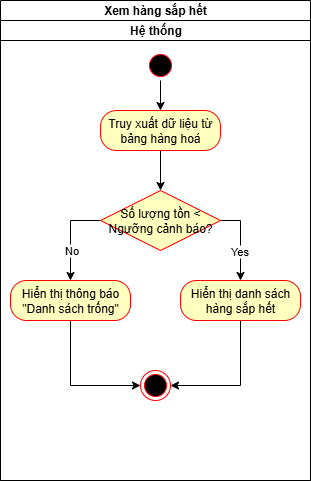 Xem hàng sắp hết
Hệ thống
Truy xuất dữ liệu từ
bảng hàng hoá
Số lượng tồn <
Ngưỡng cảnh báo?
No
Yes
Hiển thị thông báo
"Danh sách trống"
Hiển thị danh sách
hàng sắp hết